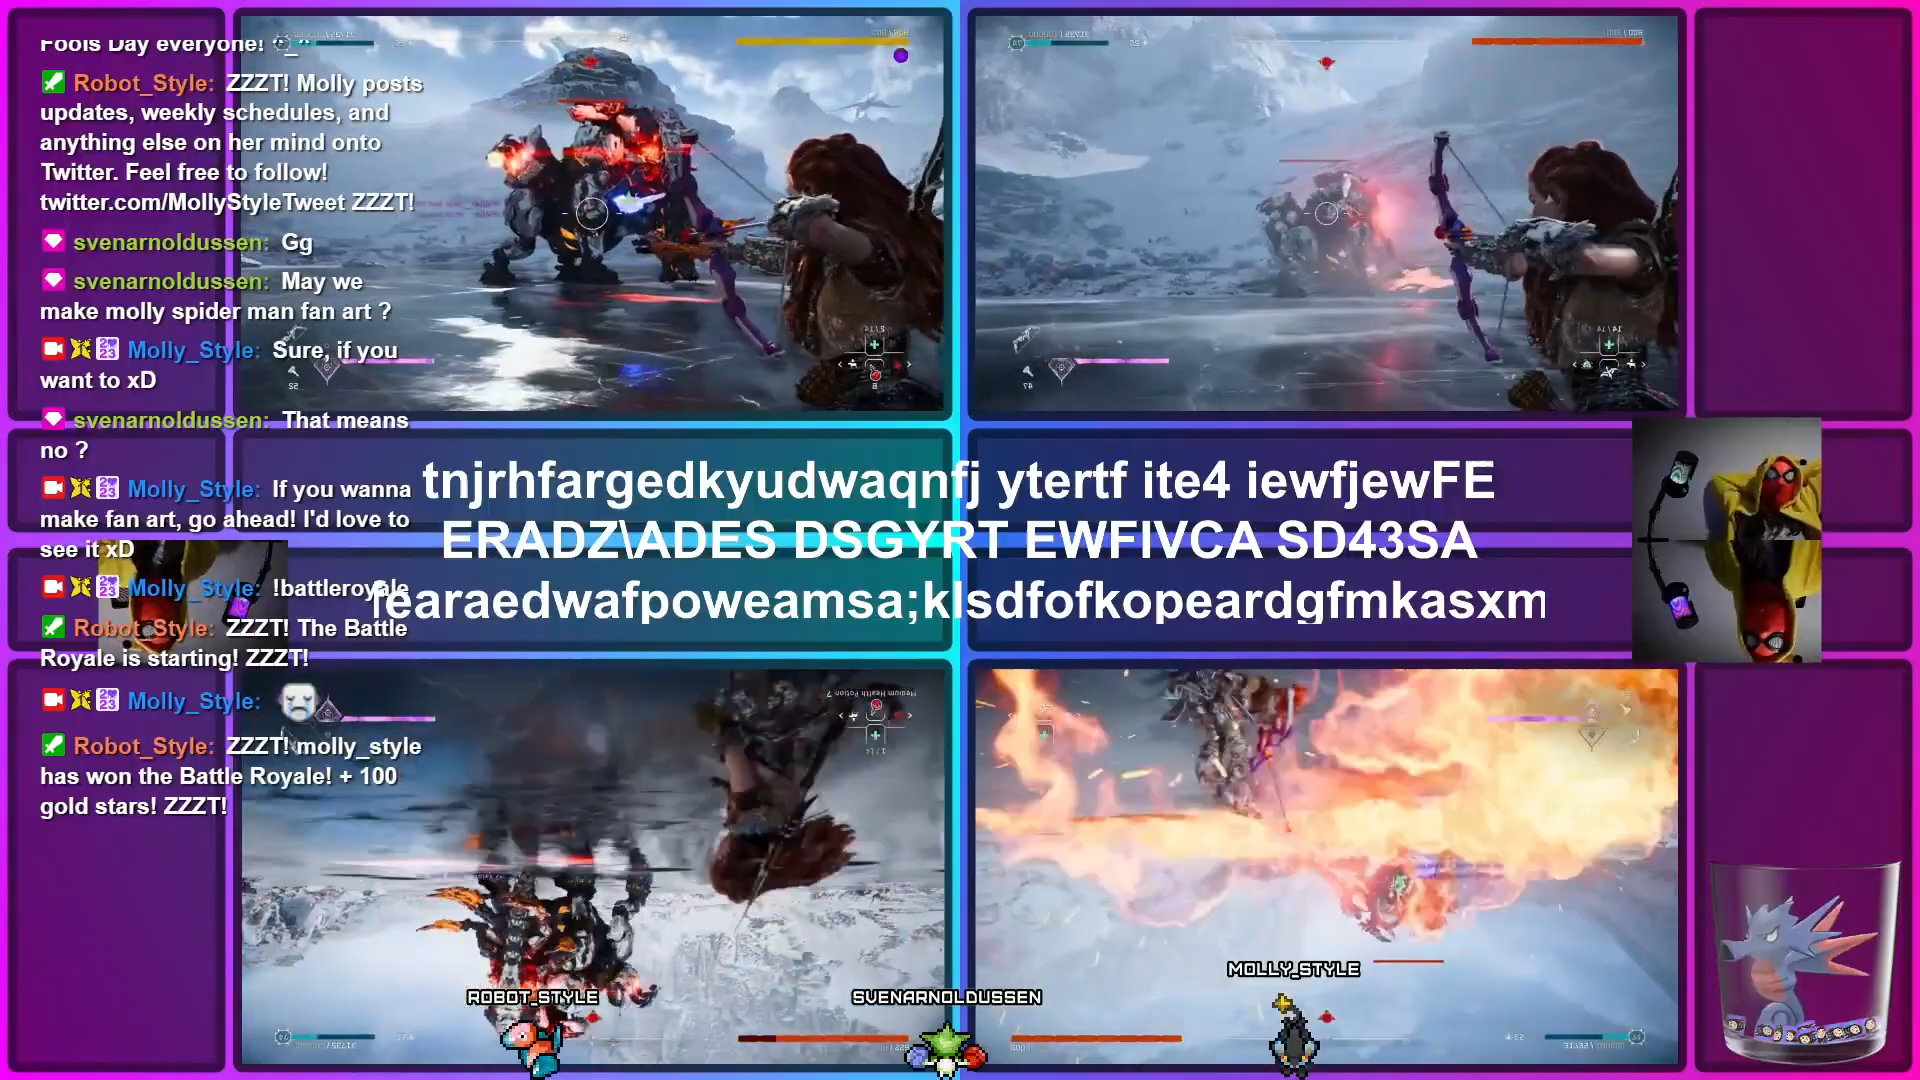 Fools Day everyone! ^_^
Robot_Style: ZZZT! Molly posts
updates, weekly schedules, and
anything else on her mind onto
Twitter. Feel free to follow!
twitter.com/MollyStyleTweet ZZZT!
svenarnoldussen: Gg
svenarnoldussen: May we
make molly spider man fan art ?
Molly_Style: Sure, if you
want to xD
svenarnoldussen: That means
no ?
Molly_Style: If you wanna
make fan art, go ahead! I'd love to
see it xD
Molly_Style: !battleroyale
Robot_Style: ZZZT! The Battle
Royale is starting! ZZZT!
Molly_Style:
Robot_Style: ZZZT! molly_style
has won the Battle Royale! + 100
gold stars! ZZZT!
tnjrhfargedkyudwaqnfj ytertf ite4 iewfjewFE
ERADZ\ADES DSGYRT EWFIVCA SD43SA
fearaedwafpoweamsa;klsdfofkopeardgfmkasxm
Medium Health Potion 7
ROBOT_STYLE
SVENARNOLDUSSEN
MOLLY_STYLE